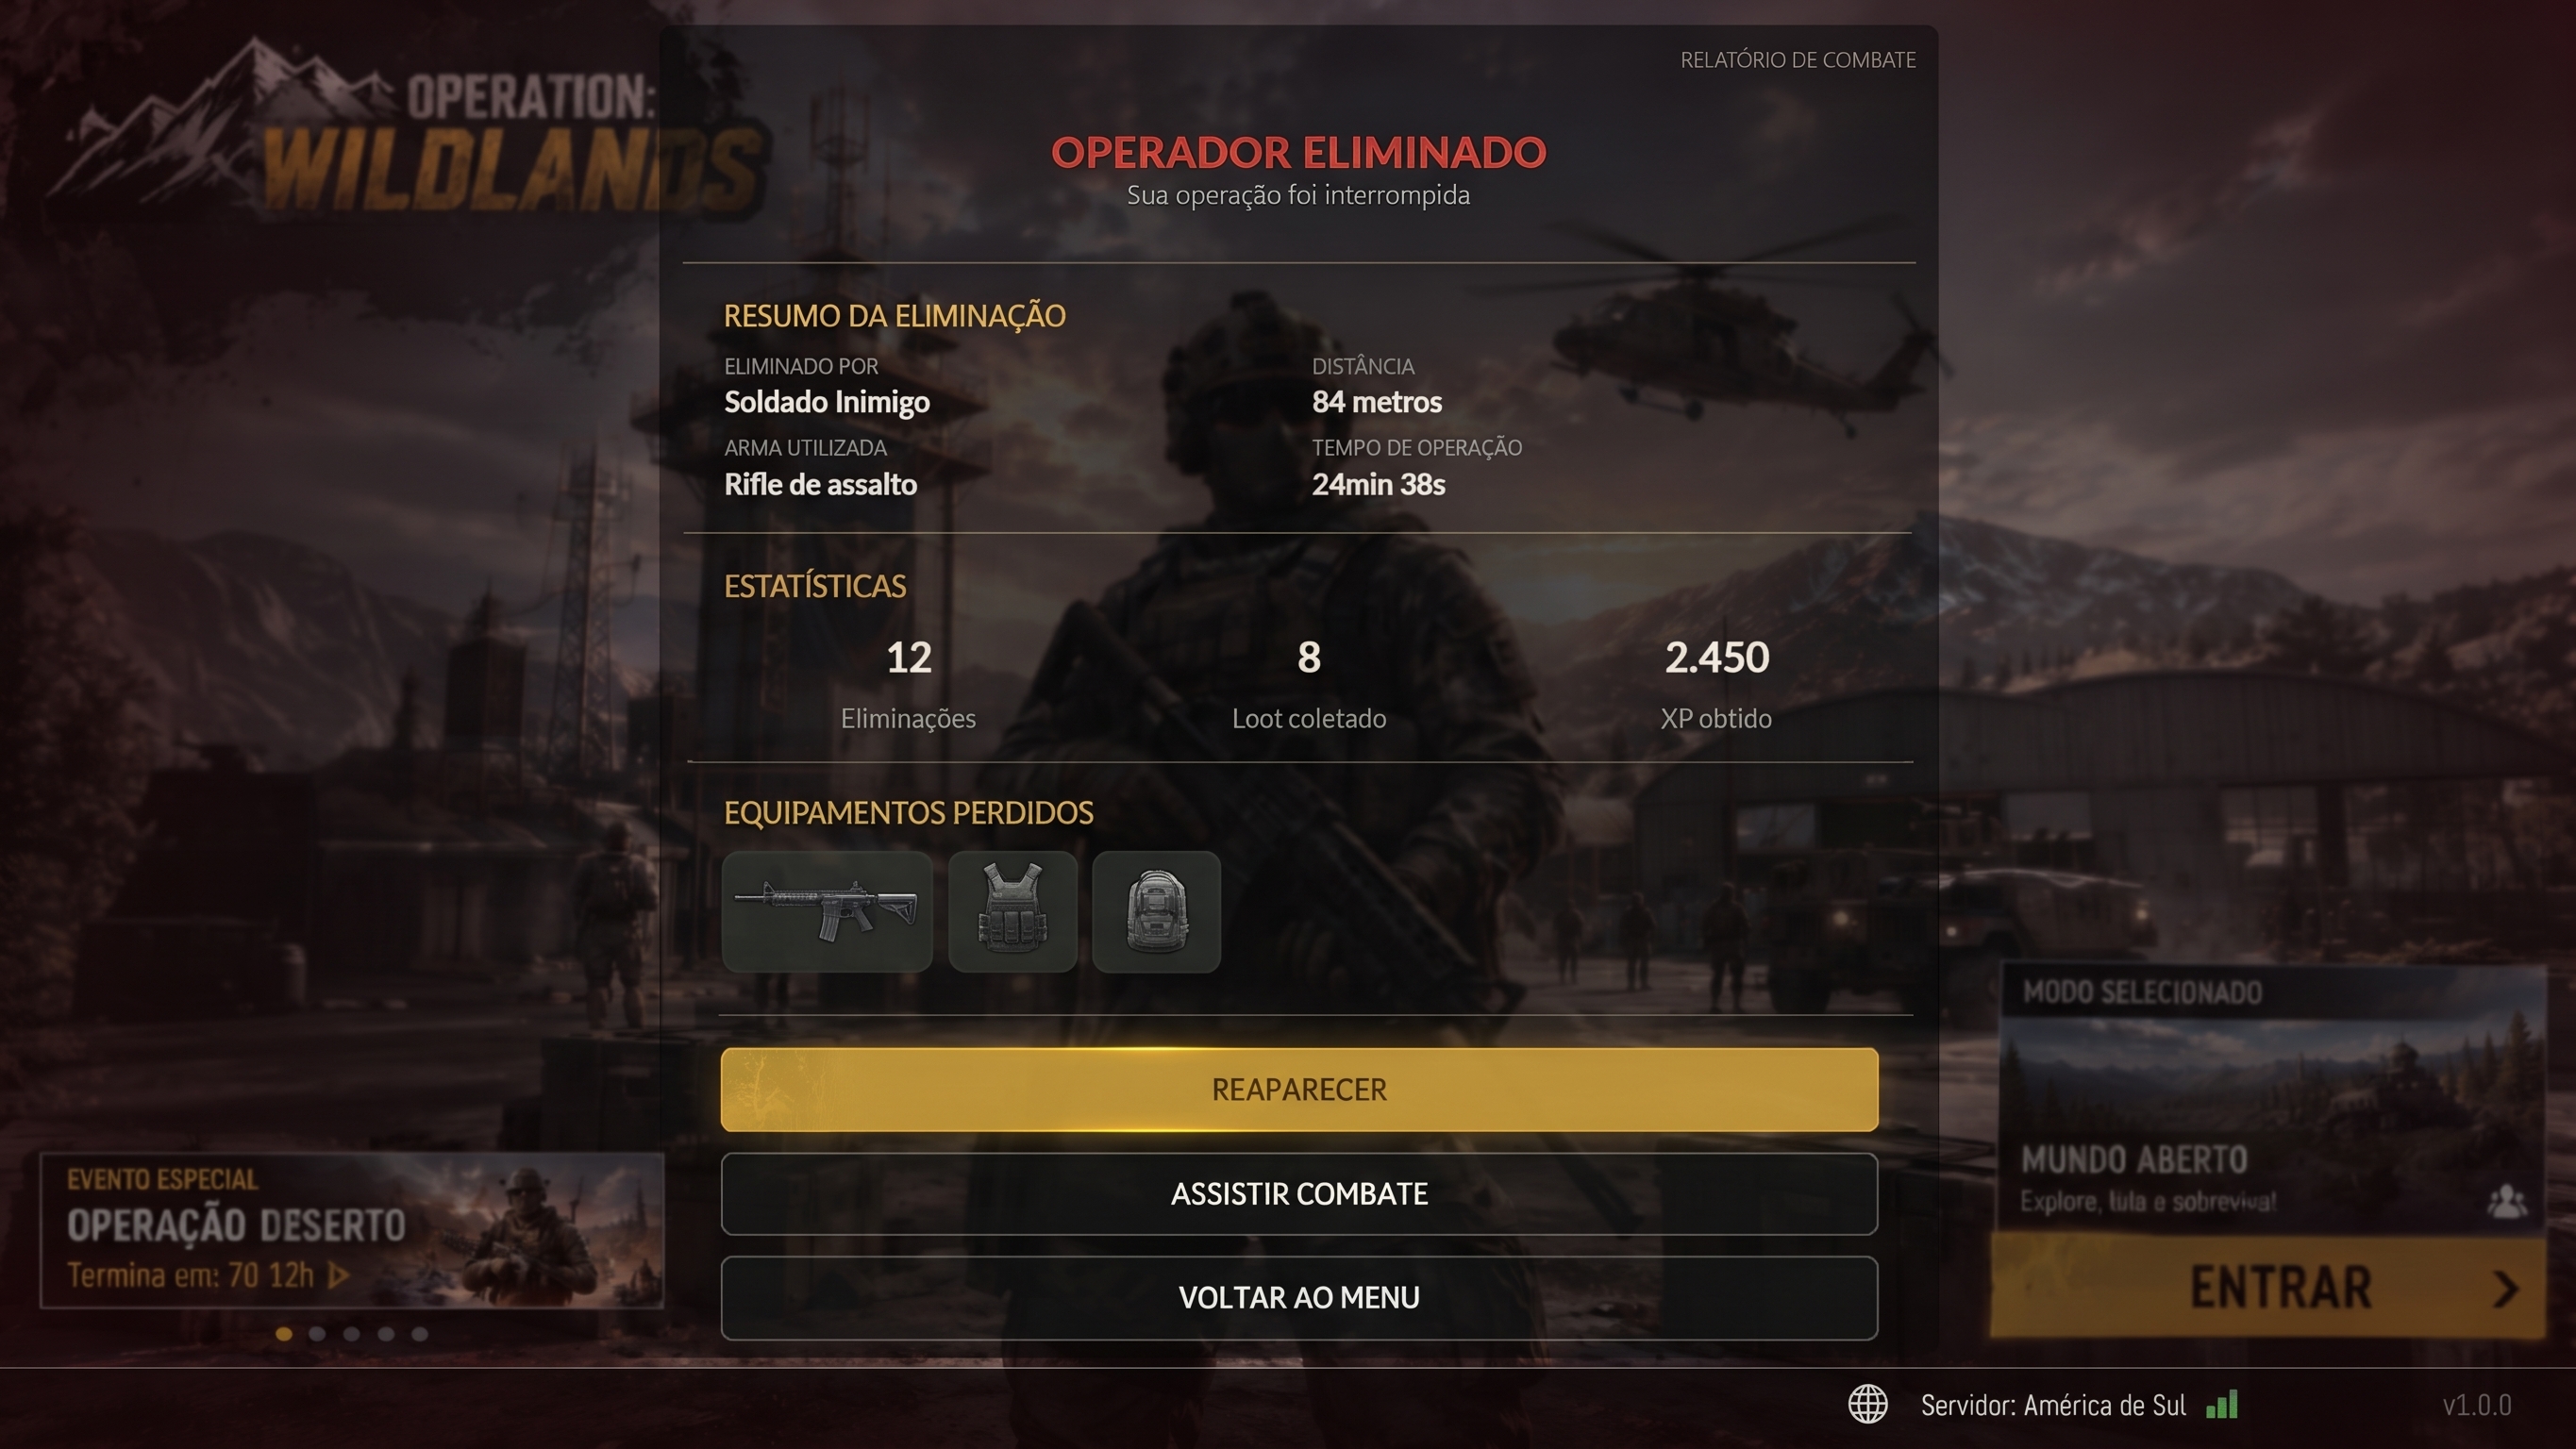 OPERATION:
WILDLANDS
RELATÓRIO DE COMBATE
OPERADOR ELIMINADO
Sua operação foi interrompida
RESUMO DA ELIMINAÇÃO
ELIMINADO POR
Soldado Inimigo
DISTÂNCIA
84 metros
ARMA UTILIZADA
Rifle de assalto
TEMPO DE OPERAÇÃO
24min 38s
ESTATÍSTICAS
12
Eliminações
8
Loot coletado
2.450
XP obtido
EQUIPAMENTOS PERDIDOS
REAPARECER
ASSISTIR COMBATE
VOLTAR AO MENU
EVENTO ESPECIAL
OPERAÇÃO DESERTO
Termina em: 70 12h
MODO SELECIONADO
MUNDO ABERTO
Explore, lula e sobreviva!
ENTRAR
Servidor: América de Sul
v1.0.0